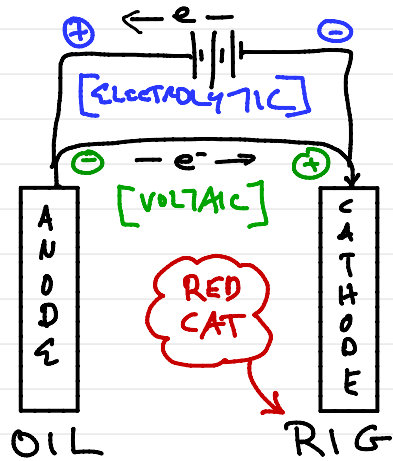 ← e –
+ –
[ELECTROLYTIC]
– – e⁻ → +
[VOLTAIC]
ANODE
CATHODE
RED
CAT
OIL RIG